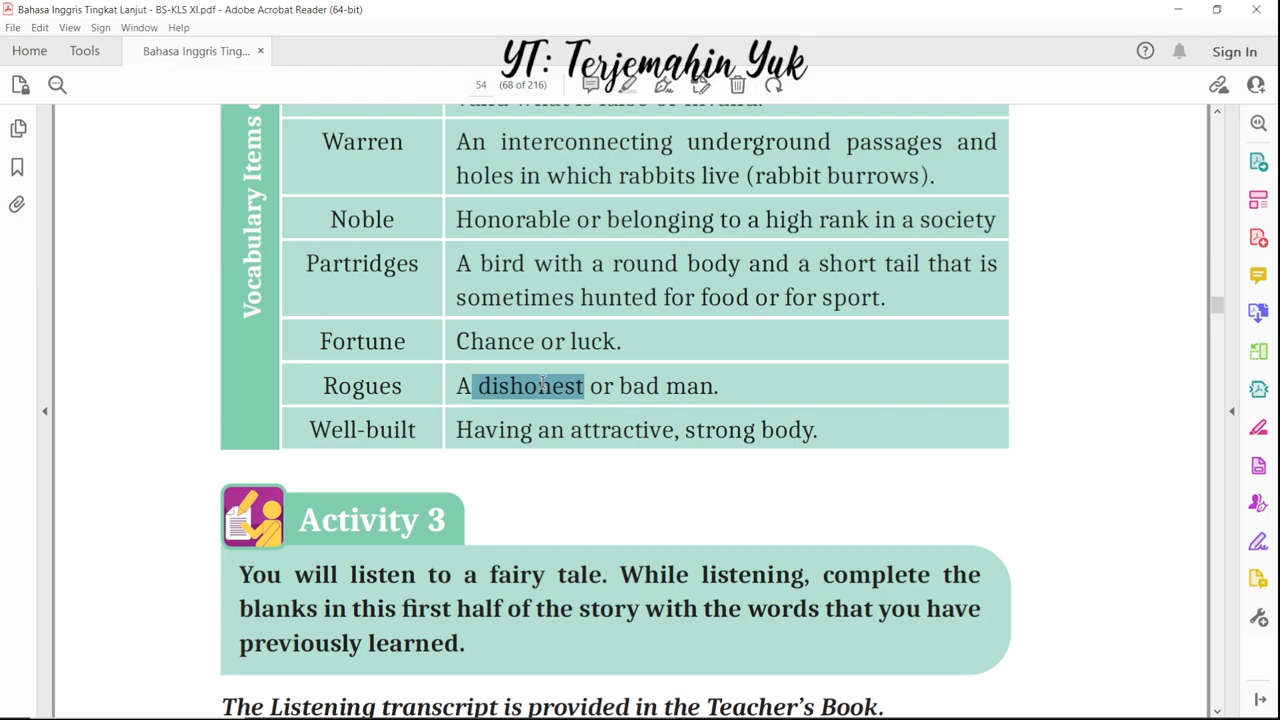 Bahasa Inggris Tingkat Lanjut - BS-KLS XI.pdf - Adobe Acrobat Reader (64-bit)
File Edit View Sign Window Help
Home Tools Bahasa Inggris Ting... × Sign In
YT: Terjemahin Yuk
54 (68 of 216)
Vocabulary Items
Warren An interconnecting underground passages and
holes in which rabbits live (rabbit burrows).
Noble Honorable or belonging to a high rank in a society
Partridges A bird with a round body and a short tail that is
sometimes hunted for food or for sport.
Fortune Chance or luck.
Rogues A dishonest or bad man.
Well-built Having an attractive, strong body.
Activity 3
You will listen to a fairy tale. While listening, complete the
blanks in this first half of the story with the words that you have
previously learned.
The Listening transcript is provided in the Teacher's Book.